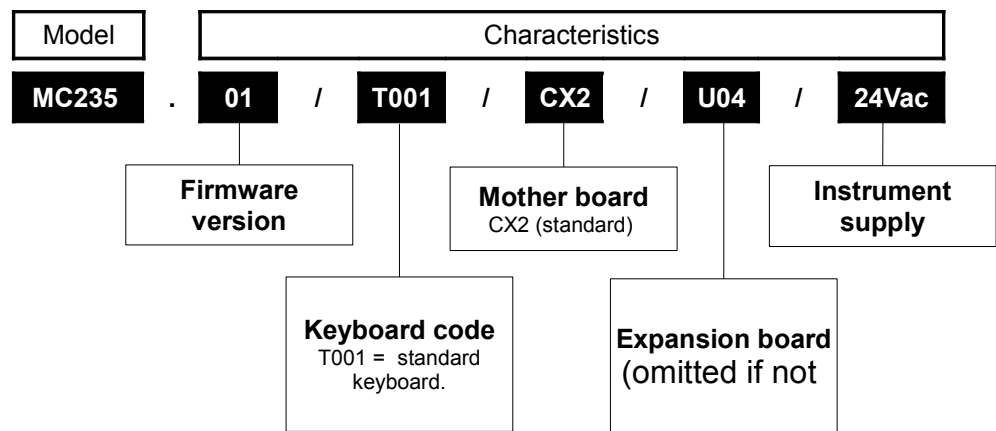 Model Characteristics
MC235 . 01 / T001 / CX2 / U04 / 24Vac
Firmware
version
Mother board
CX2 (standard)
Instrument
supply
Keyboard code
T001 = standard
keyboard.
Expansion board
(omitted if not